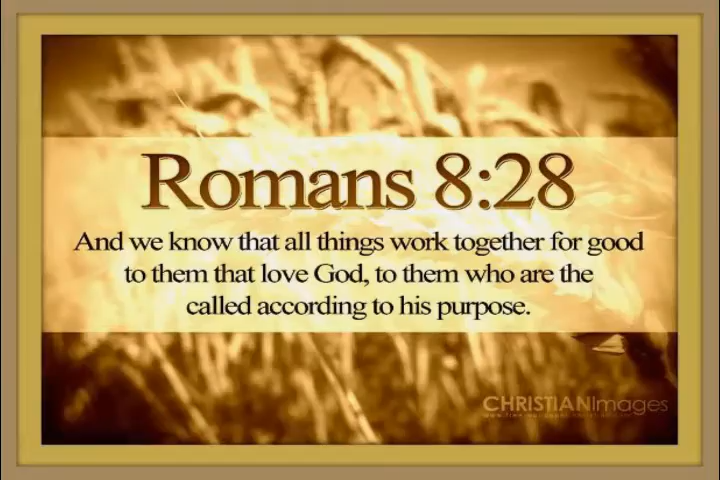 Romans 8:28
And we know that all things work together for good
to them that love God, to them who are the
called according to his purpose.
CHRISTIANImages